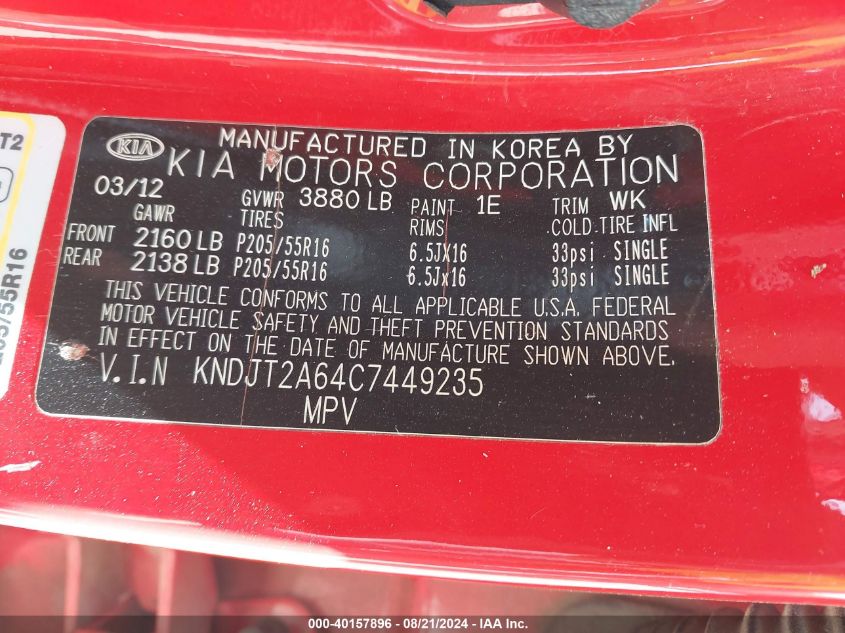 KIA
MANUFACTURED IN KOREA BY
KIA MOTORS CORPORATION
03/12 GVWR 3880 LB PAINT 1E TRIM WK
GAWR TIRES RIMS COLD TIRE INFL
FRONT 2160 LB P205/55R16 6.5JX16 33psi SINGLE
REAR 2138 LB P205/55R16 6.5JX16 33psi SINGLE
THIS VEHICLE CONFORMS TO ALL APPLICABLE U.S.A. FEDERAL
MOTOR VEHICLE SAFETY AND THEFT PREVENTION STANDARDS
IN EFFECT ON THE DATE OF MANUFACTURE SHOWN ABOVE.
V.I.N KNDJT2A64C7449235
MPV
T2
205/55R16
000-40157896 - 08/21/2024 - IAA Inc.